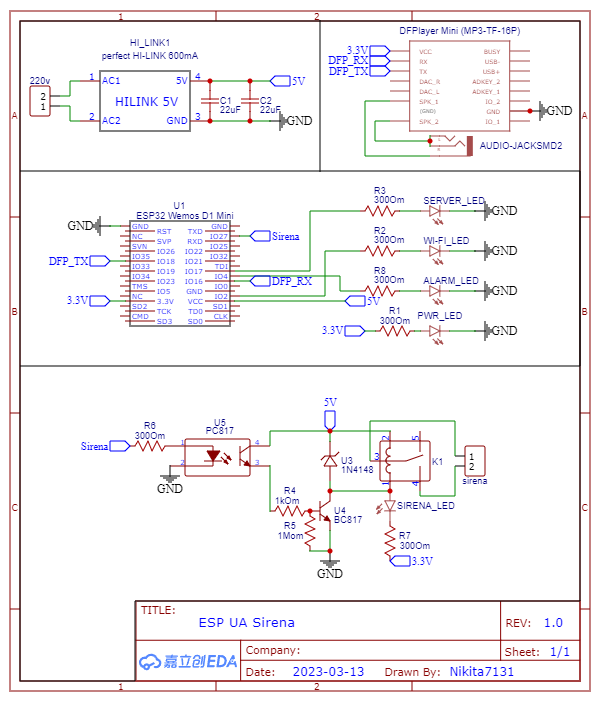 1
2
A
B
C
HI_LINK1
perfect HI-LINK 600mA
220v
2
1
1
AC1
2
AC2
HILINK 5V
5V
4
GND
3
5V
C1
22uF
C2
22uF
GND
DFPlayer Mini (MP3-TF-16P)
3.3V
DFP_RX
DFP_TX
VCC
RX
TX
DAC_R
DAC_L
SPK_1
(GND)
SPK_2
BUSY
USB-
USB+
ADKEY_2
ADKEY_1
IO_2
GND
IO_1
GND
AUDIO-JACKSMD2
U1
ESP32 Wemos D1 Mini
GND
DFP_TX
3.3V
GND
NC
SVN
IO35
IO33
IO34
TMS
NC
SD2
CMD
RST
SVP
IO26
IO18
IO19
IO23
IO5
3.3V
TCK
SD3
TXD
RXD
IO22
IO21
IO17
IO16
GND
VCC
TD0
SD0
GND
IO27
IO25
IO32
TDI
IO4
IO0
IO2
SD1
CLK
Sirena
DFP_RX
5V
R3
300Om
SERVER_LED
GND
R2
300Om
WI-FI_LED
GND
R8
300Om
ALARM_LED
GND
3.3V
R1
300Om
PWR_LED
GND
Sirena
R6
300Om
U5
PC817
1
2
4
3
GND
R4
1kOm
R5
1Mom
5V
U3
1N4148
U4
BC817
GND
2
3
5
1
4
K1
1
2
sirena
SIRENA_LED
R7
300Om
3.3V
A
B
C
TITLE:
ESP UA Sirena
REV: 1.0
嘉立创EDA
Company:
Sheet: 1/1
Date: 2023-03-13 Drawn By: Nikita7131
1
2